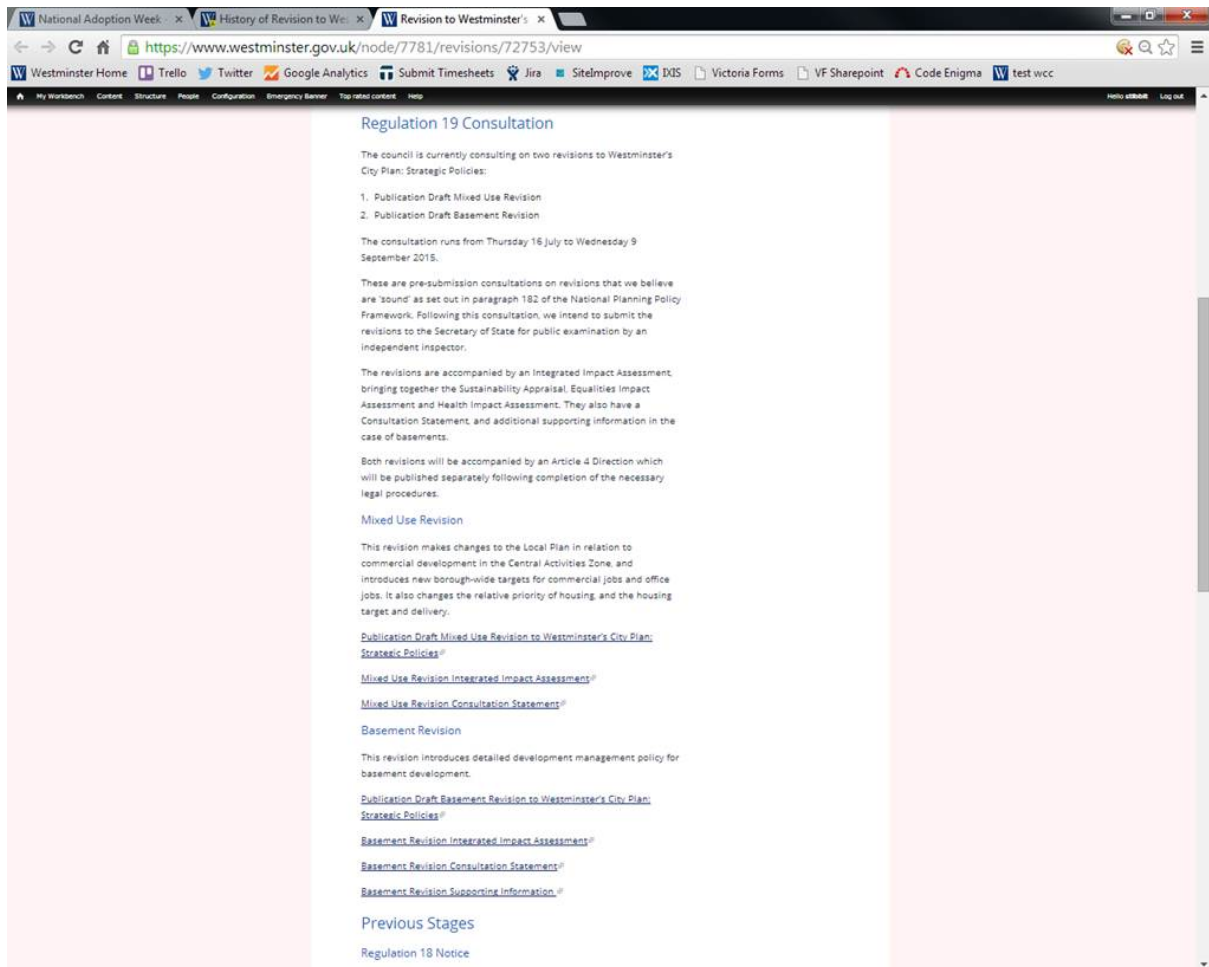 National Adoption Week
History of Revision to We
Revision to Westminster's
https://www.westminster.gov.uk/node/7781/revisions/72753/view
Westminster Home Trello Twitter Google Analytics Submit Timesheets Jira SiteImprove IXIS Victoria Forms VF Sharepoint Code Enigma test wcc
My Workbench Content Structure People Configuration Emergency Banner Top rated content Help Hello stibbit Log out
Regulation 19 Consultation
The council is currently consulting on two revisions to Westminster's
City Plan: Strategic Policies:
1. Publication Draft Mixed Use Revision
2. Publication Draft Basement Revision
The consultation runs from Thursday 16 July to Wednesday 9
September 2015.
These are pre-submission consultations on revisions that we believe
are 'sound' as set out in paragraph 182 of the National Planning Policy
Framework. Following this consultation, we intend to submit the
revisions to the Secretary of State for public examination by an
independent inspector.
The revisions are accompanied by an Integrated Impact Assessment,
bringing together the Sustainability Appraisal, Equalities Impact
Assessment and Health Impact Assessment. They also have a
Consultation Statement, and additional supporting information in the
case of basements.
Both revisions will be accompanied by an Article 4 Direction which
will be published separately following completion of the necessary
legal procedures.
Mixed Use Revision
This revision makes changes to the Local Plan in relation to
commercial development in the Central Activities Zone, and
introduces new borough-wide targets for commercial jobs and office
jobs. It also changes the relative priority of housing, and the housing
target and delivery.
Publication Draft Mixed Use Revision to Westminster's City Plan:
Strategic Policies
Mixed Use Revision Integrated Impact Assessment
Mixed Use Revision Consultation Statement
Basement Revision
This revision introduces detailed development management policy for
basement development.
Publication Draft Basement Revision to Westminster's City Plan:
Strategic Policies
Basement Revision Integrated Impact Assessment
Basement Revision Consultation Statement
Basement Revision Supporting Information
Previous Stages
Regulation 18 Notice